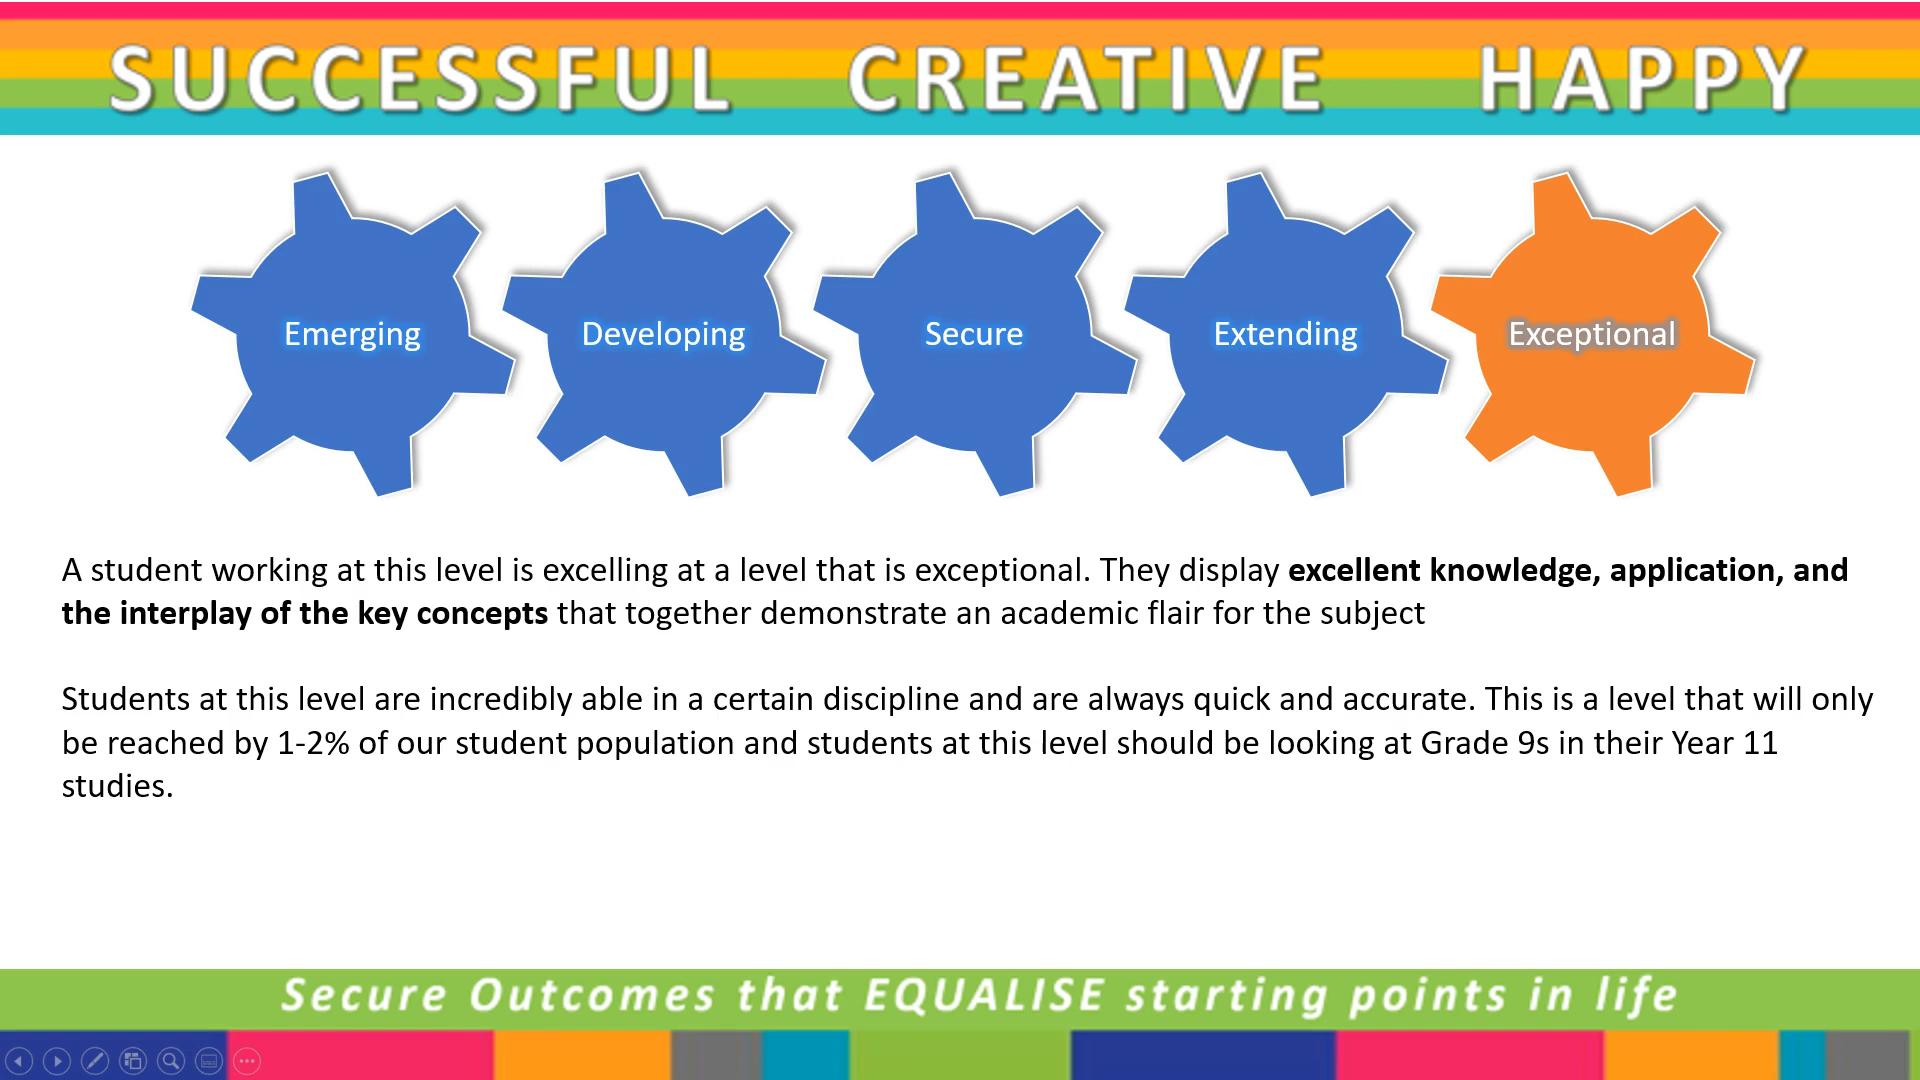 SUCCESSFUL CREATIVE HAPPY
Emerging
Developing
Secure
Extending
Exceptional
A student working at this level is excelling at a level that is exceptional. They display excellent knowledge, application, and
the interplay of the key concepts that together demonstrate an academic flair for the subject
Students at this level are incredibly able in a certain discipline and are always quick and accurate. This is a level that will only
be reached by 1-2% of our student population and students at this level should be looking at Grade 9s in their Year 11
studies.
Secure Outcomes that EQUALISE starting points in life